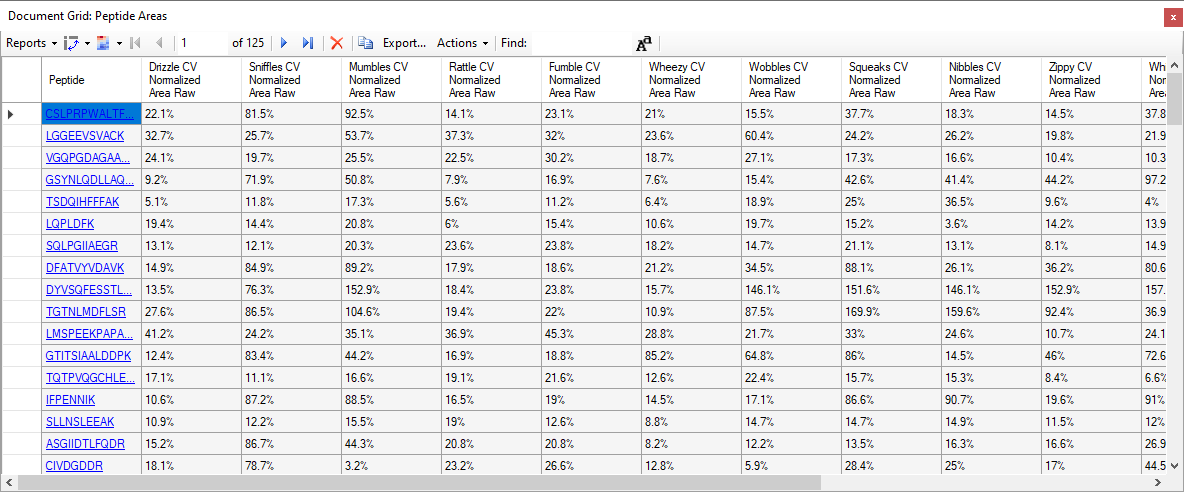 Document Grid: Peptide Areas
x
Reports 1 of 125 Export... Actions Find: Aa
Peptide Drizzle CV Normalized Area Raw Sniffles CV Normalized Area Raw Mumbles CV Normalized Area Raw Rattle CV Normalized Area Raw Fumble CV Normalized Area Raw Wheezy CV Normalized Area Raw Wobbles CV Normalized Area Raw Squeaks CV Normalized Area Raw Nibbles CV Normalized Area Raw Zippy CV Normalized Area Raw Wh Nor Are
CSLPRPWALTF... 22.1% 81.5% 92.5% 14.1% 23.1% 21% 15.5% 37.7% 18.3% 14.5% 37.8
LGGEEVSVACK 32.7% 25.7% 53.7% 37.3% 32% 23.6% 60.4% 24.2% 26.2% 19.8% 21.9
VGQPGDAGAA... 24.1% 19.7% 25.5% 22.5% 30.2% 18.7% 27.1% 17.3% 16.6% 10.4% 10.3
GSYNLQDLLAQ... 9.2% 71.9% 50.8% 7.9% 16.9% 7.6% 15.4% 42.6% 41.4% 44.2% 97.2
TSDQIHFFFAK 5.1% 11.8% 17.3% 5.6% 11.2% 6.4% 18.9% 25% 36.5% 9.6% 4%
LQPLDFK 19.4% 14.4% 20.8% 6% 15.4% 10.6% 19.7% 15.2% 3.6% 14.2% 13.9
SQLPGIIAEGR 13.1% 12.1% 20.3% 23.6% 23.8% 18.2% 14.7% 21.1% 13.1% 8.1% 14.9
DFATVYVDAVK 14.9% 84.9% 89.2% 17.9% 18.6% 21.2% 34.5% 88.1% 26.1% 36.2% 80.6
DYVSQFESSTL... 13.5% 76.3% 152.9% 18.4% 23.8% 15.7% 146.1% 151.6% 146.1% 152.9% 157.
TGTNLMDFLSR 27.6% 86.5% 104.6% 19.4% 22% 10.9% 87.5% 169.9% 159.6% 92.4% 36.9
LMSPEEKPAPA... 41.2% 24.2% 35.1% 36.9% 45.3% 28.8% 21.7% 33% 24.6% 10.7% 24.1
GTITSIAALDDPK 12.4% 83.4% 44.2% 16.9% 18.8% 85.2% 64.8% 86% 14.5% 46% 72.6
TQTPVQGCHLE... 17.1% 11.1% 16.6% 19.1% 21.6% 12.6% 22.4% 15.7% 15.3% 8.4% 6.6%
IFPENNIK 10.6% 87.2% 88.5% 16.5% 19% 14.5% 17.1% 86.6% 90.7% 19.6% 91%
SLLNSLEEAK 10.9% 12.2% 15.5% 19% 12.6% 8.8% 14.7% 14.7% 14.9% 11.5% 12%
ASGIIDTLFQDR 15.2% 86.7% 44.3% 20.8% 20.8% 8.2% 12.2% 13.5% 16.3% 16.6% 26.9
CIVDGDDR 18.1% 78.7% 3.2% 23.2% 26.6% 12.8% 5.9% 28.4% 25% 17% 44.5